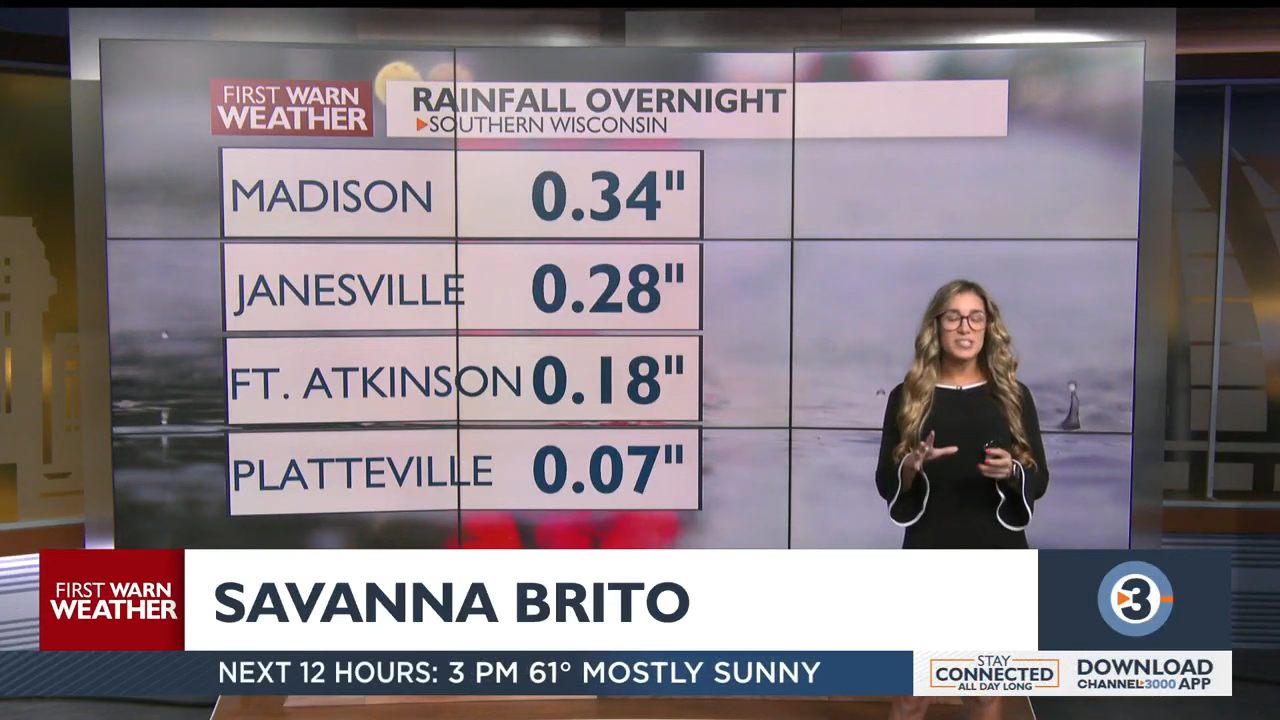 FIRST WARN
WEATHER
RAINFALL OVERNIGHT
SOUTHERN WISCONSIN
MADISON 0.34"
JANESVILLE 0.28"
FT. ATKINSON 0.18"
PLATTEVILLE 0.07"
FIRST WARN
WEATHER
SAVANNA BRITO
3
NEXT 12 HOURS: 3 PM 61° MOSTLY SUNNY
STAY
CONNECTED
ALL DAY LONG
DOWNLOAD
CHANNEL3000 APP